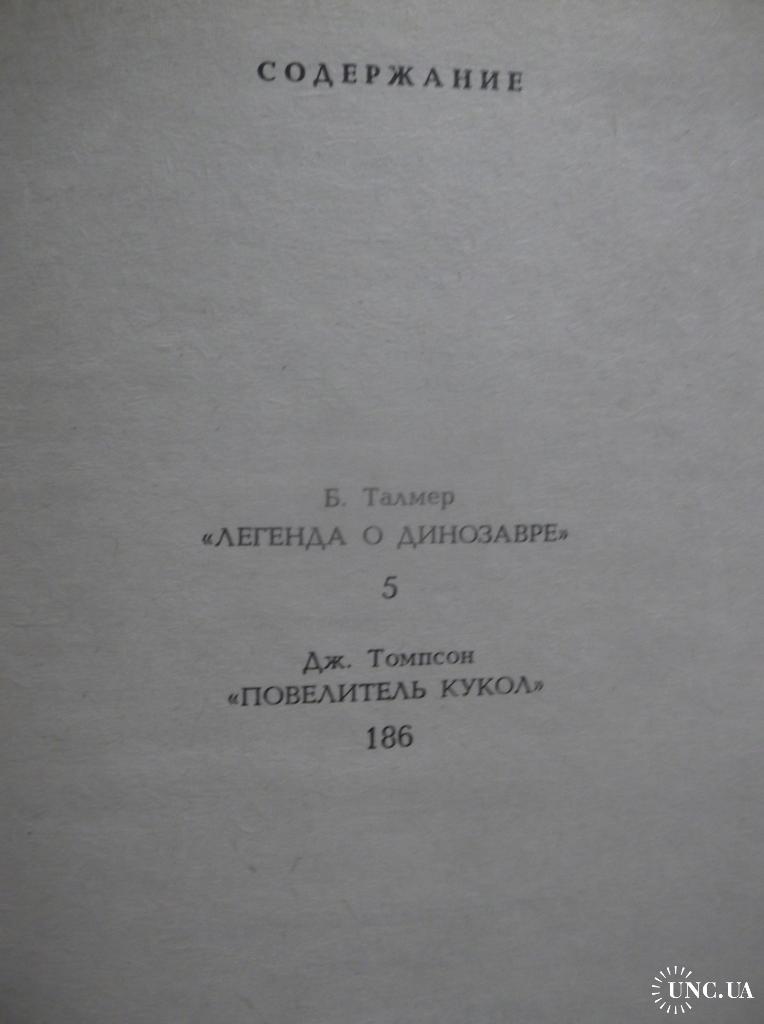 СОДЕРЖАНИЕ
Б. Талмер
«ЛЕГЕНДА О ДИНОЗАВРЕ»
5
Дж. Томпсон
«ПОВЕЛИТЕЛЬ КУКОЛ»
186
UNC.UA